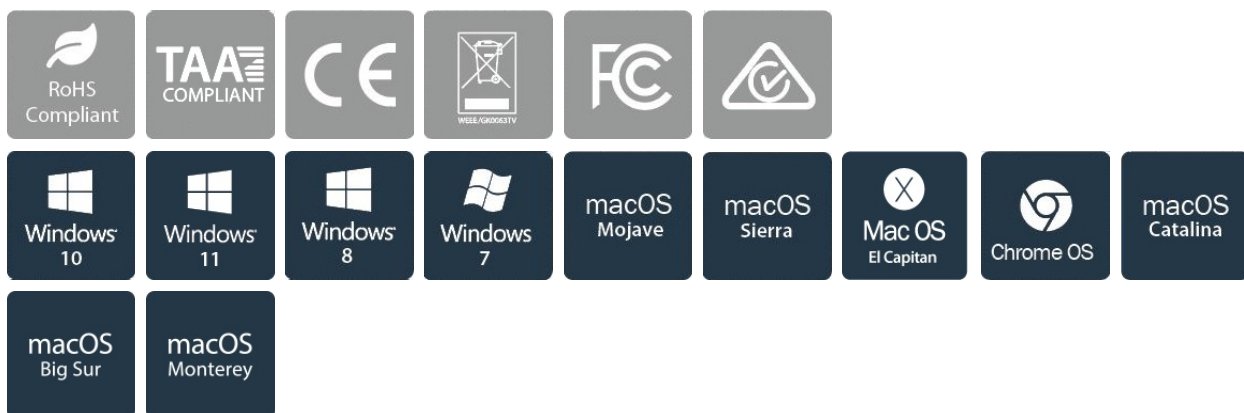 RoHS
Compliant
TAA
COMPLIANT
CE
WEEE/GK0063TV
FC
Windows
10
Windows
11
Windows
8
Windows
7
macOS
Mojave
macOS
Sierra
X
Mac OS
El Capitan
Chrome OS
macOS
Catalina
macOS
Big Sur
macOS
Monterey